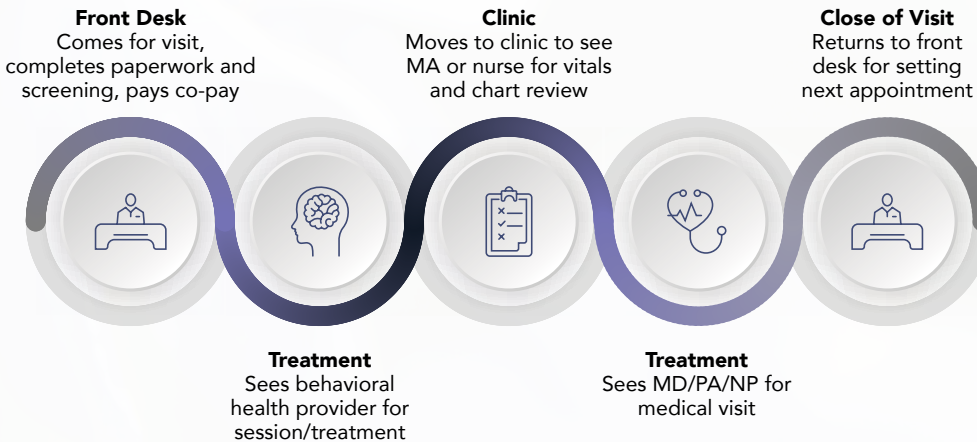 Front Desk
Comes for visit,
completes paperwork and
screening, pays co-pay
Treatment
Sees behavioral
health provider for
session/treatment
Clinic
Moves to clinic to see
MA or nurse for vitals
and chart review
Treatment
Sees MD/PA/NP for
medical visit
Close of Visit
Returns to front
desk for setting
next appointment